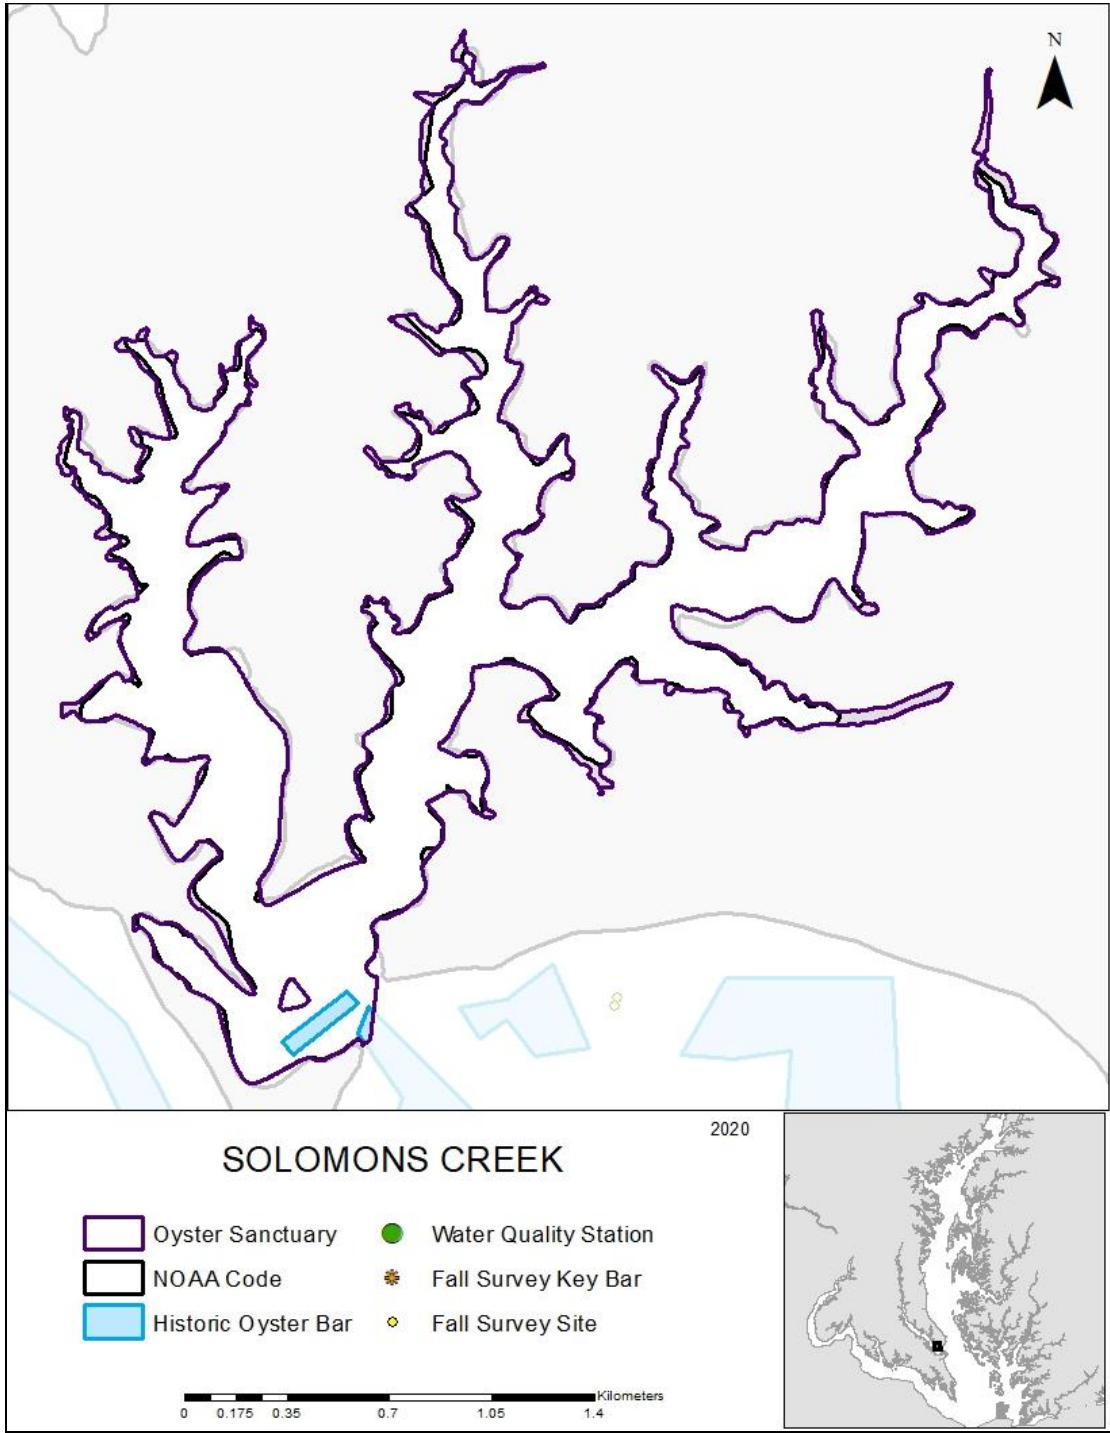 N
2020
SOLOMONS CREEK
Oyster Sanctuary
Water Quality Station
NOAA Code
Fall Survey Key Bar
Historic Oyster Bar
Fall Survey Site
Kilometers
0 0.175 0.35 0.7 1.05 1.4